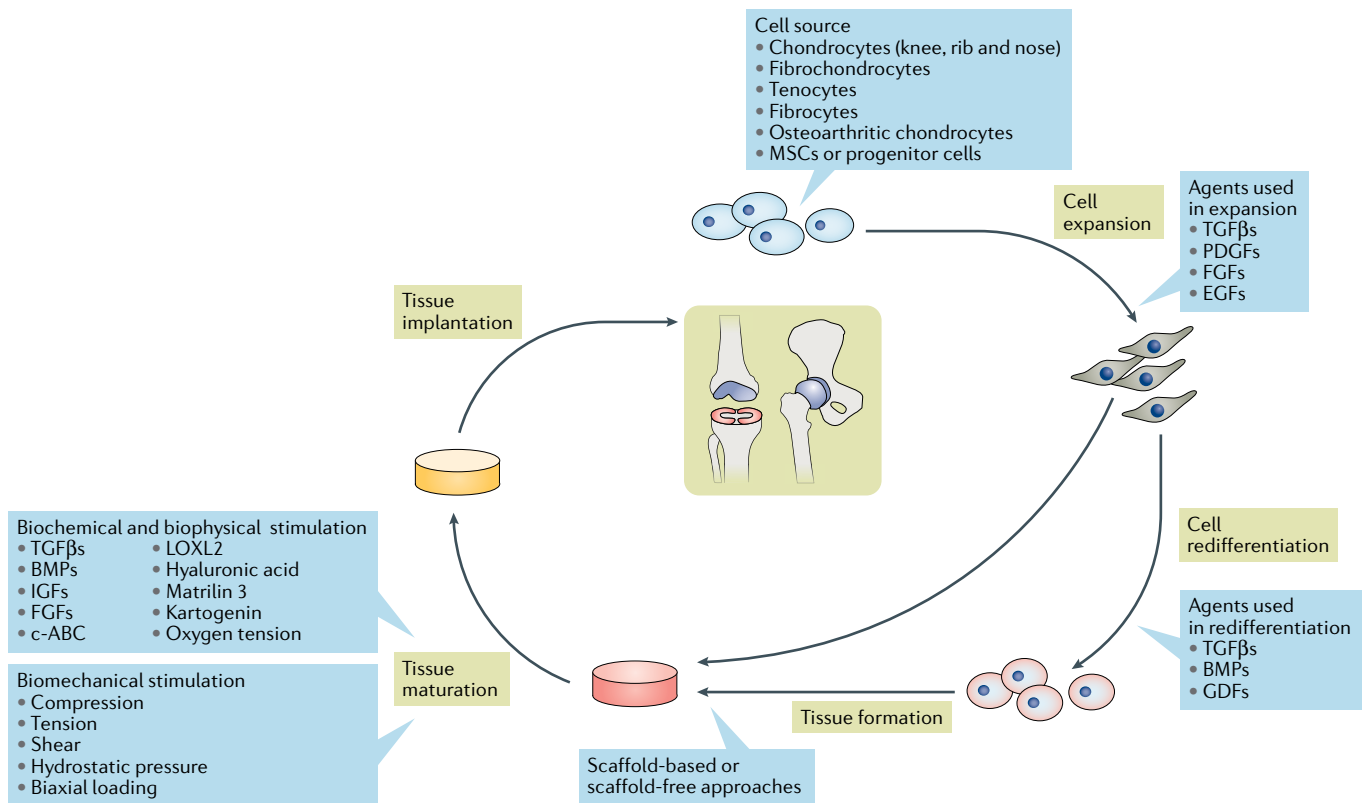 Cell source
• Chondrocytes (knee, rib and nose)
• Fibrochondrocytes
• Tenocytes
• Fibrocytes
• Osteoarthritic chondrocytes
• MSCs or progenitor cells
Cell
expansion
Agents used
in expansion
• TGFβs
• PDGFs
• FGFs
• EGFs
Cell
redifferentiation
Agents used
in redifferentiation
• TGFβs
• BMPs
• GDFs
Tissue formation
Scaffold-based or
scaffold-free approaches
Tissue
maturation
Biochemical and biophysical stimulation
• TGFβs
• BMPs
• IGFs
• FGFs
• c-ABC
• LOXL2
• Hyaluronic acid
• Matrilin 3
• Kartogenin
• Oxygen tension
Biomechanical stimulation
• Compression
• Tension
• Shear
• Hydrostatic pressure
• Biaxial loading
Tissue
implantation